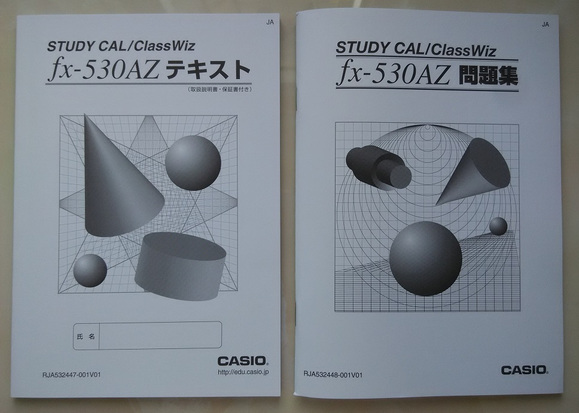 JA
STUDY CAL/ClassWiz
fx-530AZ テキスト
(取扱説明書・保証書付き)
氏 名
CASIO®
http://edu.casio.jp
RJA532447-001V01
JA
STUDY CAL/ClassWiz
fx-530AZ 問題集
CASIO®
RJA532448-001V01